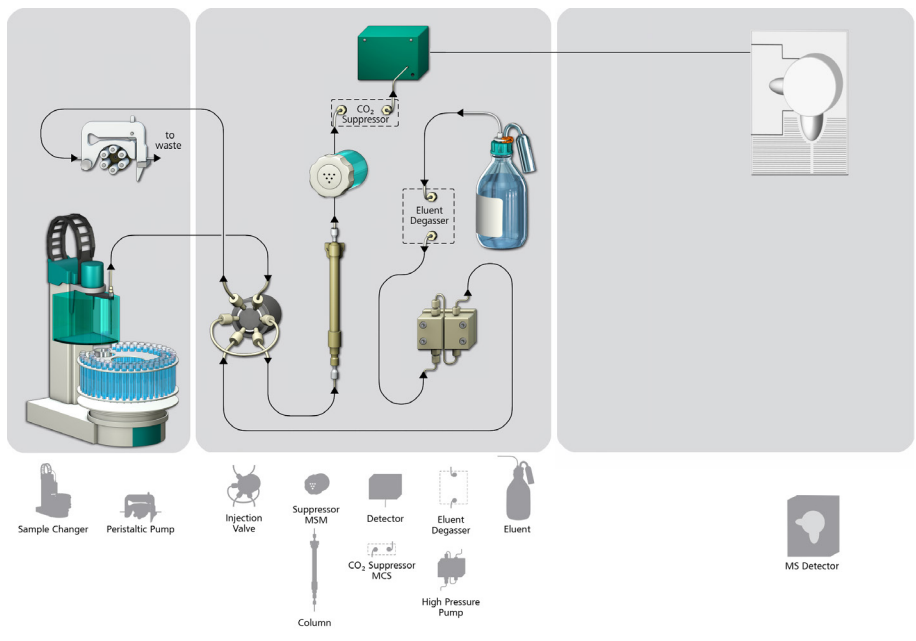 CO₂
Suppressor
to
waste
Eluent
Degasser
Sample Changer
Peristaltic Pump
Injection
Valve
Suppressor
MSM
Detector
Eluent
Degasser
Eluent
CO₂ Suppressor
MCS
High Pressure
Pump
Column
MS Detector